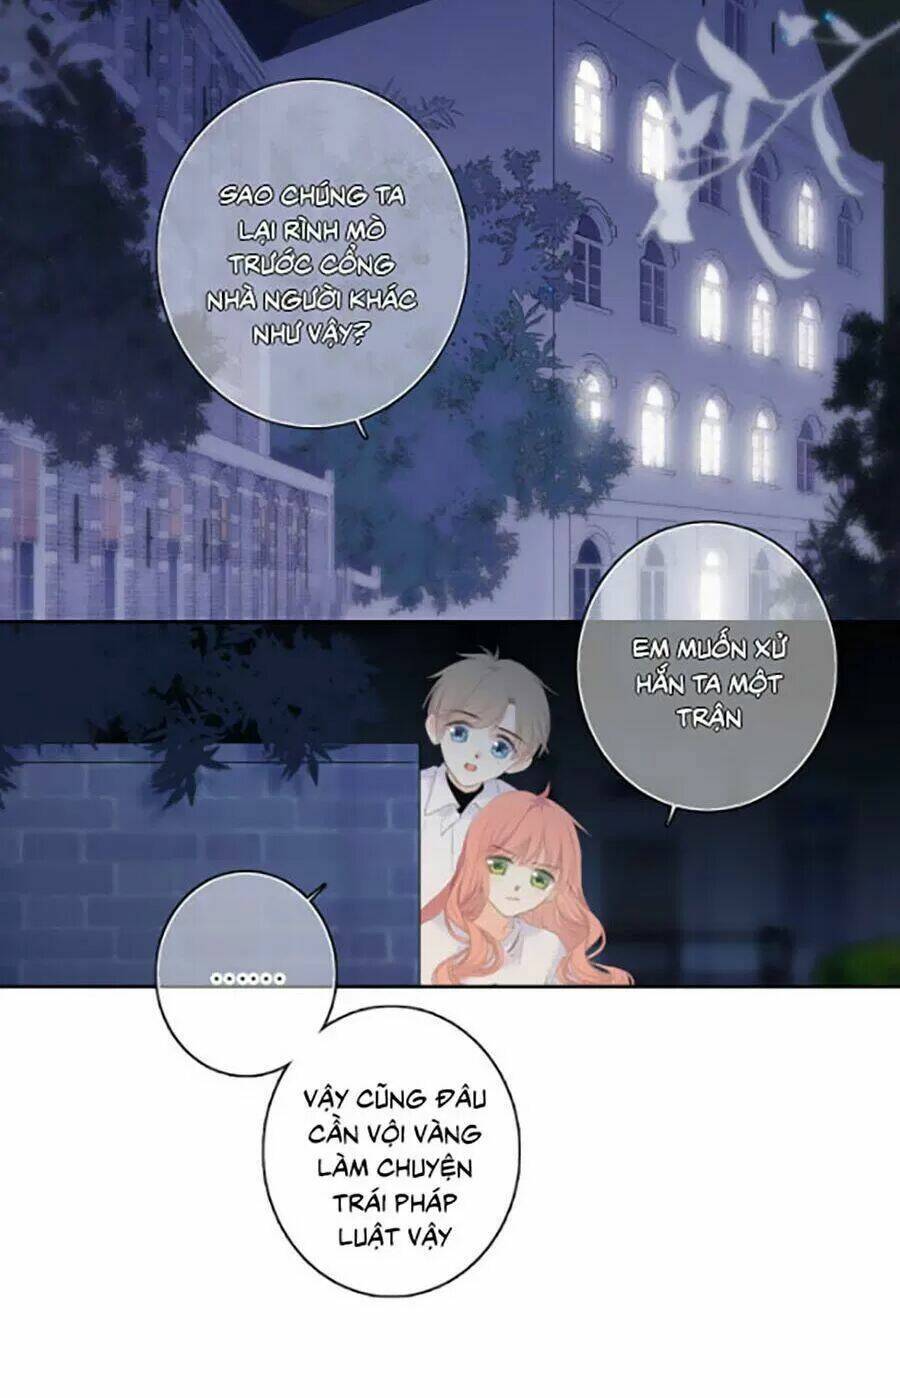 SAO CHÚNG TA
LẠI RÌNH MÒ
TRƯỚC CỔNG
NHÀ NGƯỜI KHÁC
NHƯ VẬY?
EM MUỐN XỬ
HẮN TA MỘT
TRẬN
••••••
VẬY CŨNG ĐÂU
CẦN VỘI VÀNG
LÀM CHUYỆN
TRÁI PHÁP
LUẬT VẬY